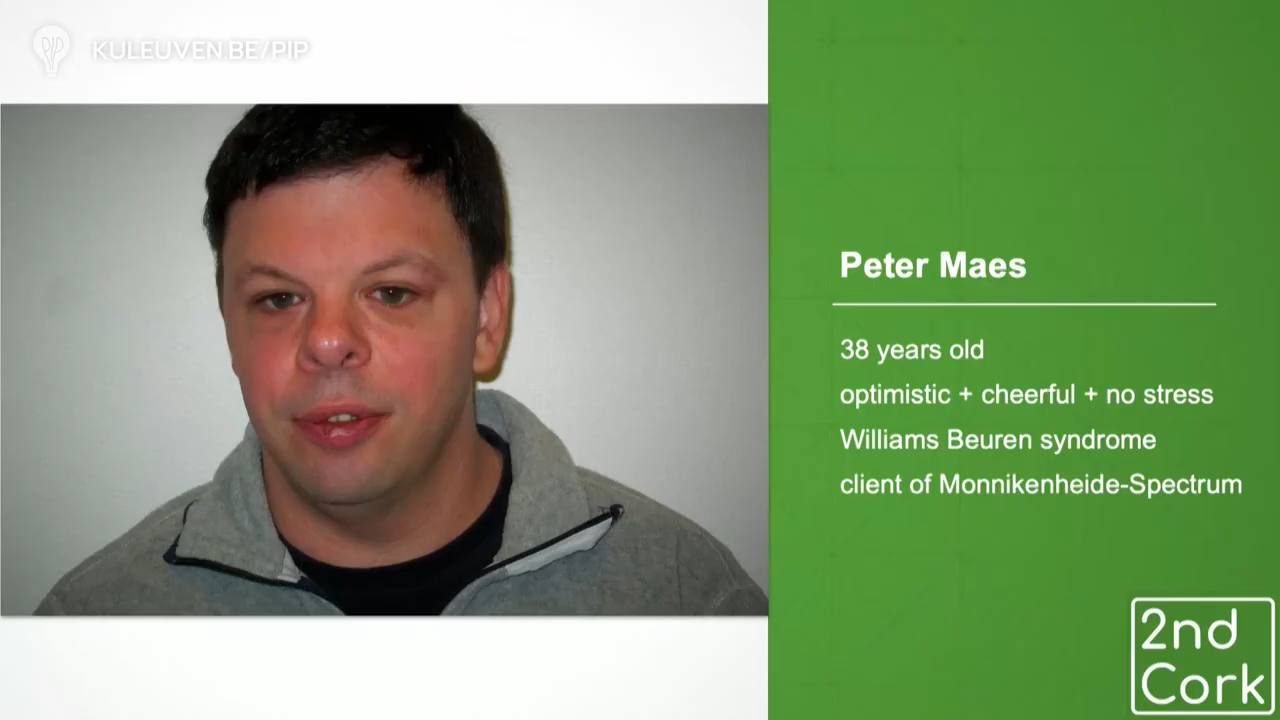 PIP KULEUVEN.BE/PIP
Peter Maes
38 years old
optimistic + cheerful + no stress
Williams Beuren syndrome
client of Monnikenheide-Spectrum
2nd
Cork